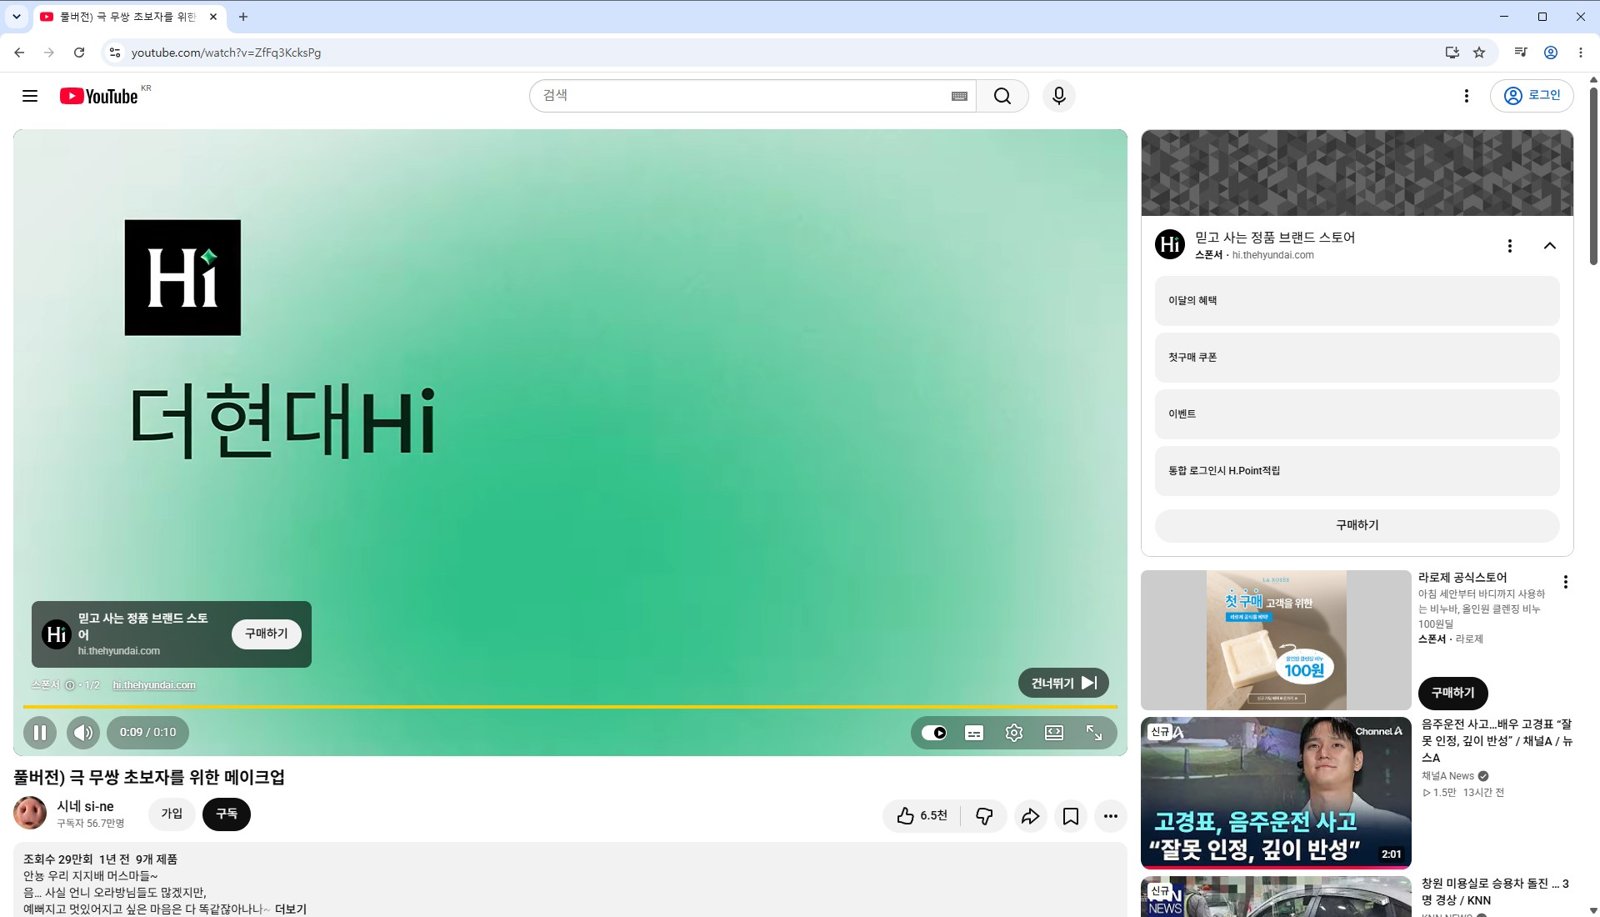 풀버전) 극 무쌍 초보자를 위한
youtube.com/watch?v=ZfFq3KcksPg
YouTube KR
검색
로그인
Hi
더현대Hi
Hi
믿고 사는 정품 브랜드 스토
어
hi.thehyundai.com
구매하기
스폰서 · 1/2 hi.thehyundai.com
건너뛰기
0:09 / 0:10
풀버전) 극 무쌍 초보자를 위한 메이크업
시네 si-ne
구독자 56.7만명
가입
구독
6.5천
조회수 29만회 1년 전 9개 제품
안뇽 우리 지지배 머스마들~
음... 사실 언니 오라방님들도 많겠지만,
예뻐지고 멋있어지고 싶은 마음은 다 똑같잖아나나~ 더보기
Hi
믿고 사는 정품 브랜드 스토어
스폰서 · hi.thehyundai.com
이달의 혜택
첫구매 쿠폰
이벤트
통합 로그인시 H.Point적립
구매하기
첫 구매 고객을 위한
100원
라로제 공식스토어
아침 세안부터 바디까지 사용하
는 비누바, 올인원 클렌징 비누
100원딜
스폰서 · 라로제
구매하기
신규
Channel A
고경표, 음주운전 사고
“잘못 인정, 깊이 반성”
2:01
음주운전 사고…배우 고경표 “잘
못 인정, 깊이 반성” / 채널A / 뉴
스A
채널A News
1.5만 13시간 전
신규
KNN
NEWS
창원 미용실로 승용차 돌진 … 3
명 경상 / KNN